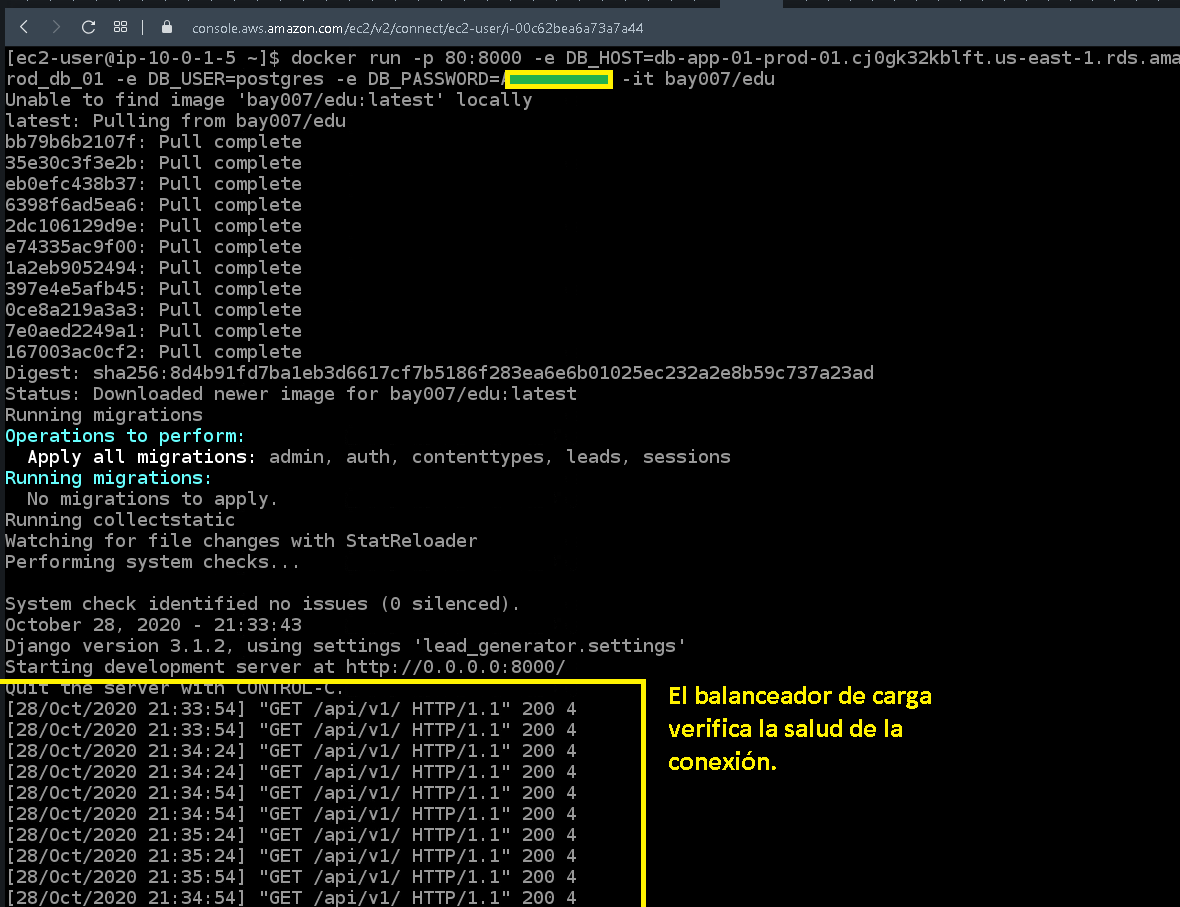 console.aws.amazon.com/ec2/v2/connect/ec2-user/i-00c62bea6a73a7a44
[ec2-user@ip-10-0-1-5 ~]$ docker run -p 80:8000 -e DB_HOST=db-app-01-prod-01.cj0gk32kblft.us-east-1.rds.ama
rod_db_01 -e DB_USER=postgres -e DB_PASSWORD= -it bay007/edu
Unable to find image 'bay007/edu:latest' locally
latest: Pulling from bay007/edu
bb79b6b2107f: Pull complete
35e30c3f3e2b: Pull complete
eb0efc438b37: Pull complete
6398f6ad5ea6: Pull complete
2dc106129d9e: Pull complete
e74335ac9f00: Pull complete
1a2eb9052494: Pull complete
397e4e5afb45: Pull complete
0ce8a219a3a3: Pull complete
7e0aed2249a1: Pull complete
167003ac0cf2: Pull complete
Digest: sha256:8d4b91fd7ba1eb3d6617cf7b5186f283ea6e6b01025ec232a2e8b59c737a23ad
Status: Downloaded newer image for bay007/edu:latest
Running migrations
Operations to perform:
  Apply all migrations: admin, auth, contenttypes, leads, sessions
Running migrations:
  No migrations to apply.
Running collectstatic
Watching for file changes with StatReloader
Performing system checks...
System check identified no issues (0 silenced).
October 28, 2020 - 21:33:43
Django version 3.1.2, using settings 'lead_generator.settings'
Starting development server at http://0.0.0.0:8000/
Quit the server with CONTROL-C.
[28/Oct/2020 21:33:54] "GET /api/v1/ HTTP/1.1" 200 4
[28/Oct/2020 21:33:54] "GET /api/v1/ HTTP/1.1" 200 4
[28/Oct/2020 21:34:24] "GET /api/v1/ HTTP/1.1" 200 4
[28/Oct/2020 21:34:24] "GET /api/v1/ HTTP/1.1" 200 4
[28/Oct/2020 21:34:54] "GET /api/v1/ HTTP/1.1" 200 4
[28/Oct/2020 21:34:54] "GET /api/v1/ HTTP/1.1" 200 4
[28/Oct/2020 21:35:24] "GET /api/v1/ HTTP/1.1" 200 4
[28/Oct/2020 21:35:24] "GET /api/v1/ HTTP/1.1" 200 4
[28/Oct/2020 21:35:54] "GET /api/v1/ HTTP/1.1" 200 4
[28/Oct/2020 21:34:54] "GET /api/v1/ HTTP/1.1" 200 4
El balanceador de carga
verifica la salud de la
conexión.